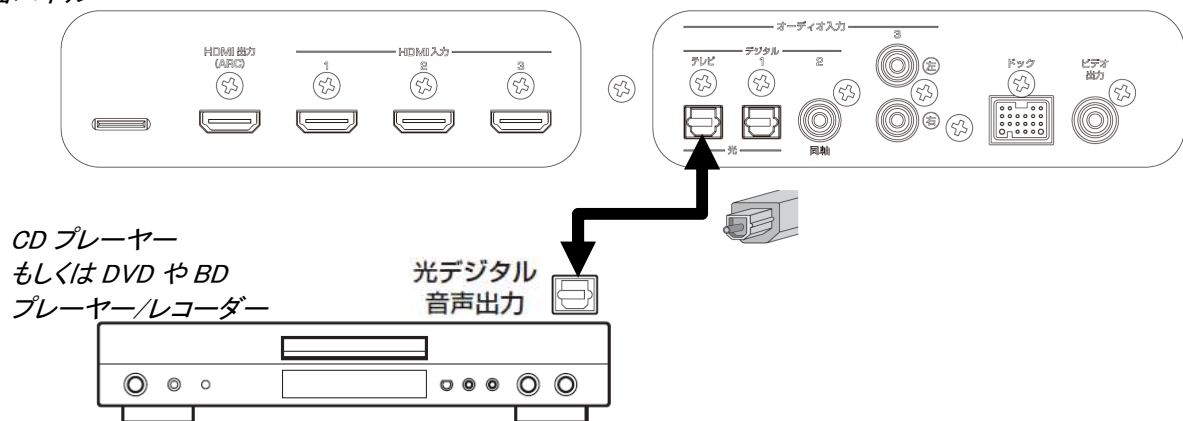 HDMI 出力
(ARC)
HDMI 入力
1
2
3
オーディオ入力
デジタル
3
テレビ
1
2
左
右
光
同軸
ドック
ビデオ
出力
CD プレーヤー
もしくは DVD や BD
プレーヤー/レコーダー
光デジタル
音声出力